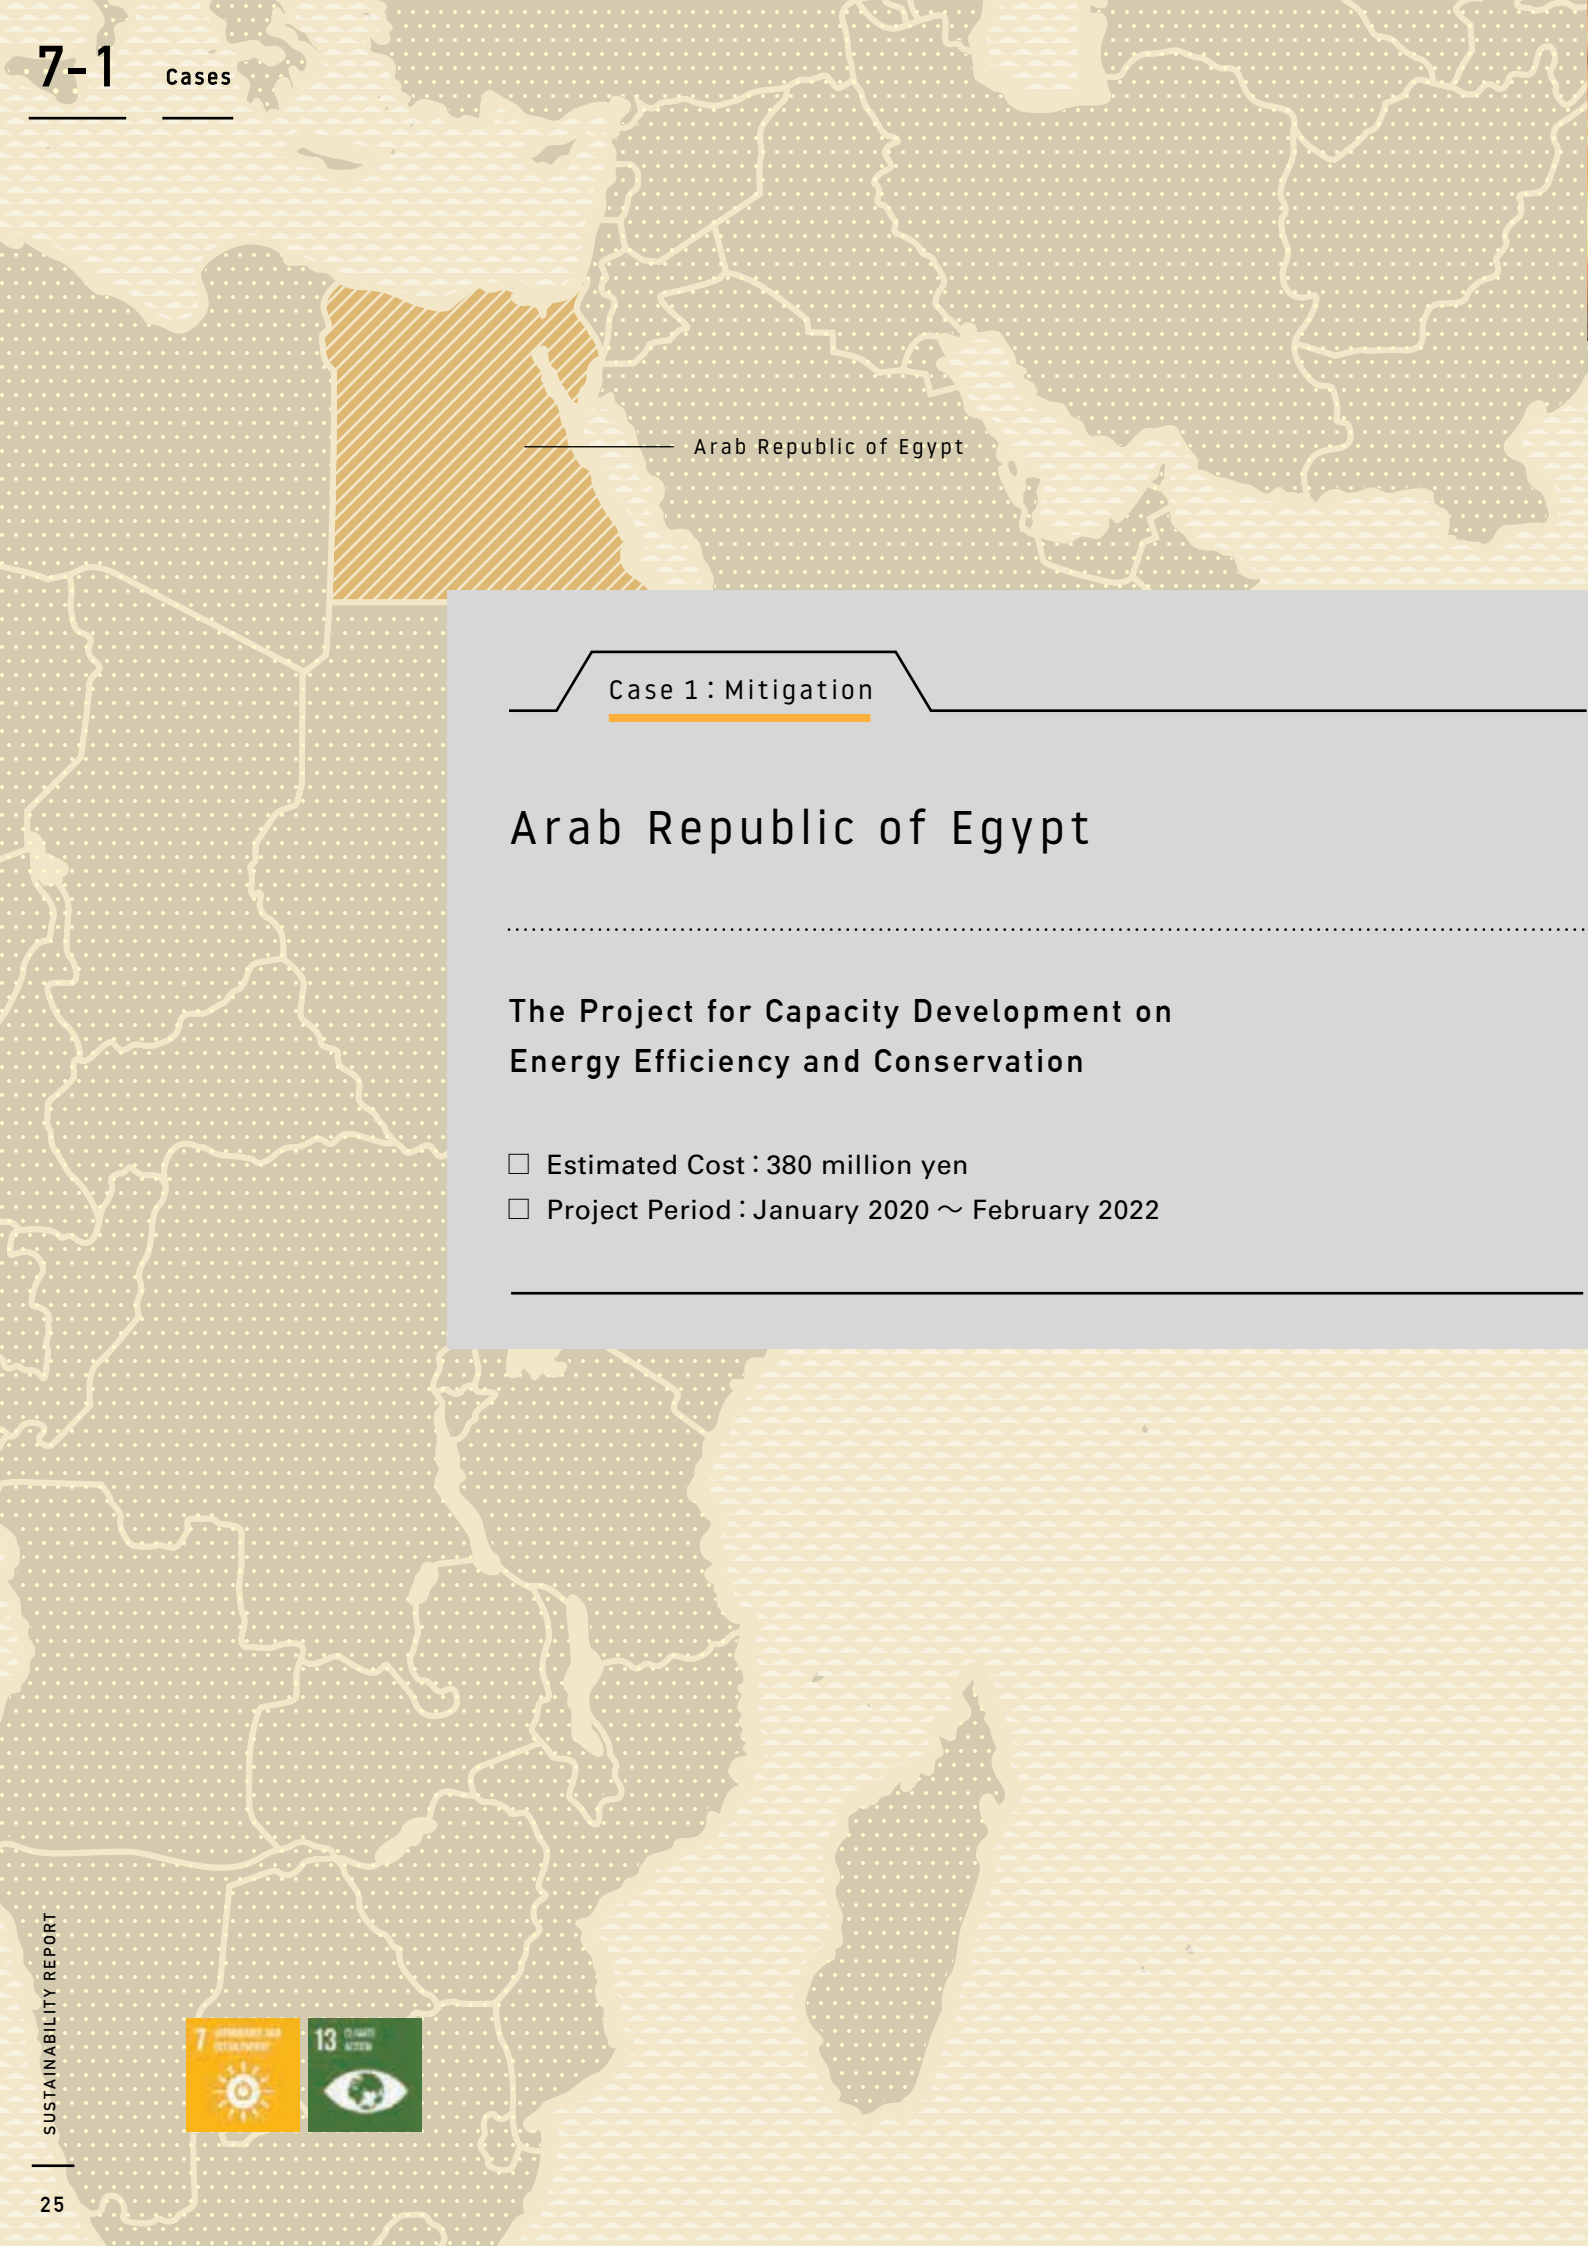 7-1 Cases
Arab Republic of Egypt
Case 1：Mitigation
Arab Republic of Egypt
The Project for Capacity Development on
Energy Efficiency and Conservation
□ Estimated Cost：380 million yen
□ Project Period：January 2020 ～ February 2022
SUSTAINABILITY REPORT
7
13 CLIMATE
ACTION
25